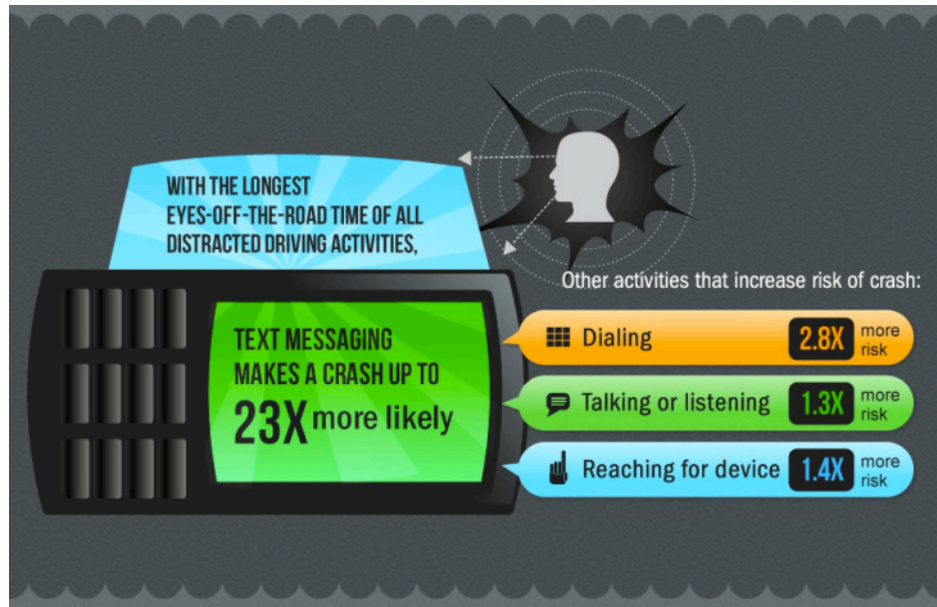 WITH THE LONGEST
EYES-OFF-THE-ROAD TIME OF ALL
DISTRACTED DRIVING ACTIVITIES,
TEXT MESSAGING
MAKES A CRASH UP TO
23X more likely
Other activities that increase risk of crash:
Dialing 2.8X more risk
Talking or listening 1.3X more risk
Reaching for device 1.4X more risk